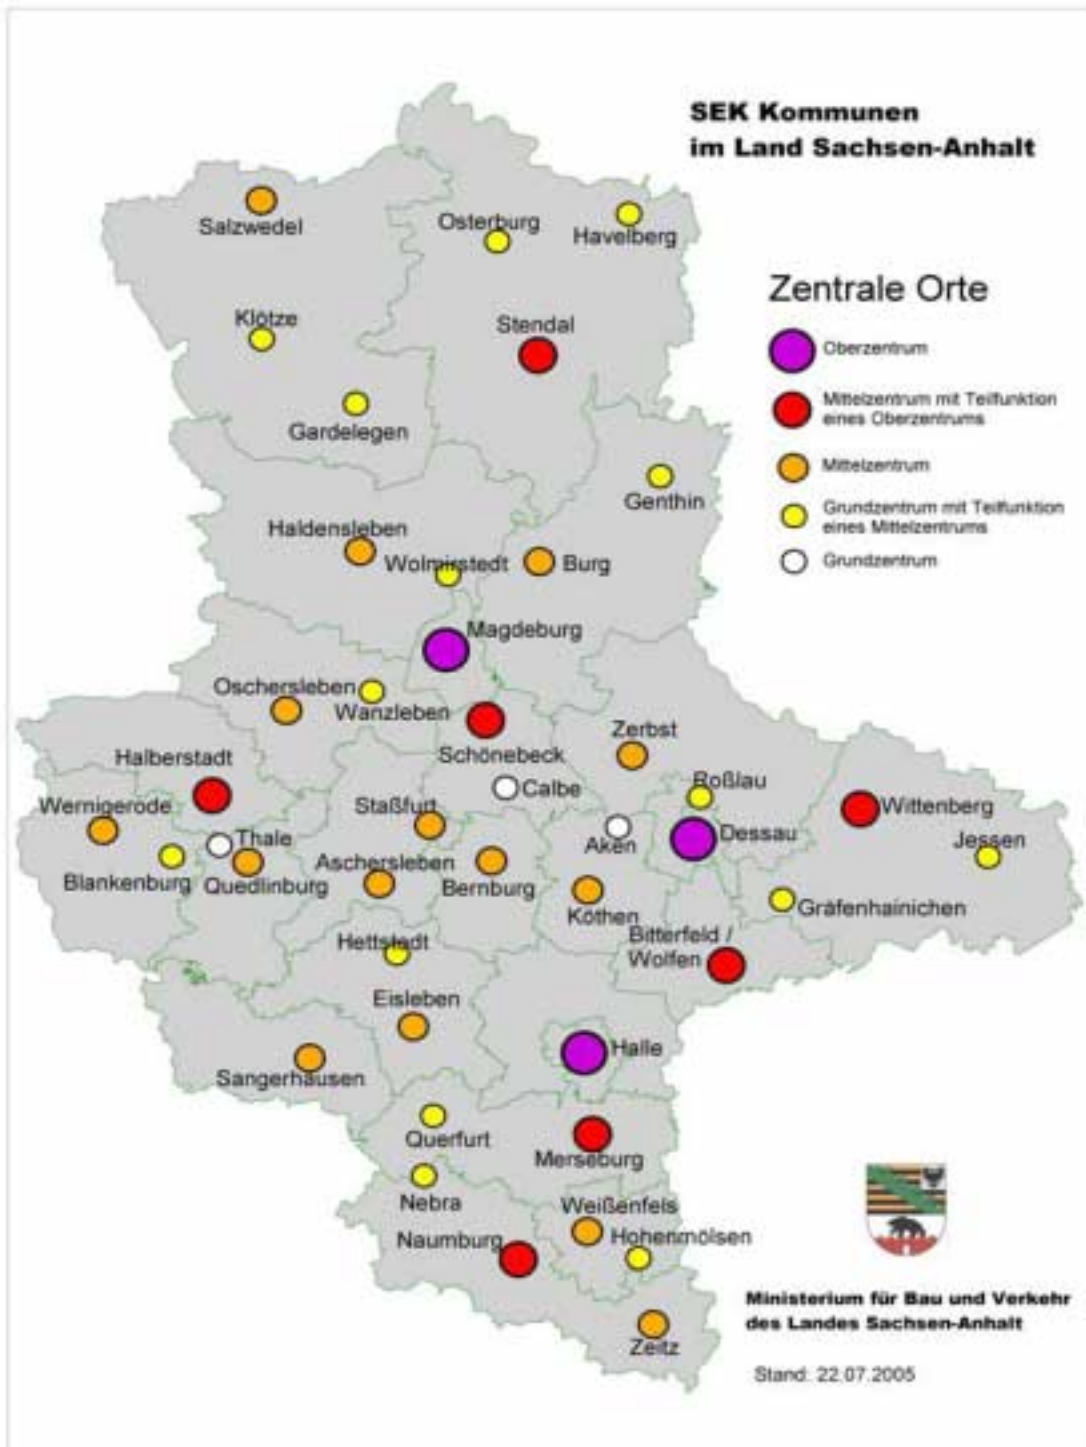 SEK Kommunen
im Land Sachsen-Anhalt
Salzwedel
Osterburg
Havelberg
Zentrale Orte
Klötze
Stendal
Oberzentrum
Mittelzentrum mit Teilfunktion
eines Oberzentrums
Gardelegen
Mittelzentrum
Genthin
Grundzentrum mit Teilfunktion
eines Mittelzentrums
Haldensleben
Wolmirstedt
Burg
Grundzentrum
Magdeburg
Oschersleben
Wanzleben
Zerbst
Schönebeck
Halberstadt
Roßlau
Calbe
Wernigerode
Staßfurt
Wittenberg
Thale
Aken
Dessau
Jessen
Aschersleben
Blankenburg
Quedlinburg
Bernburg
Gräfenhainichen
Köthen
Hettstadt
Bitterfeld /
Wolfen
Eisleben
Halle
Sangerhausen
Querfurt
Merseburg
Nebra
Weißenfels
Naumburg
Hohenmölsen
Ministerium für Bau und Verkehr
des Landes Sachsen-Anhalt
Zeitz
Stand: 22.07.2005